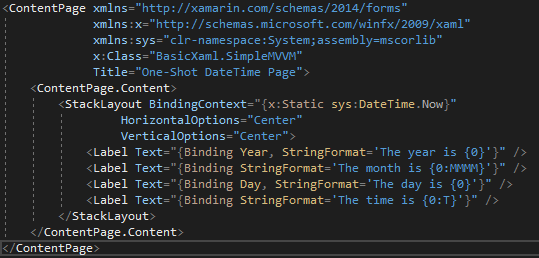 <ContentPage xmlns="http://xamarin.com/schemas/2014/forms"
xmlns:x="http://schemas.microsoft.com/winfx/2009/xaml"
xmlns:sys="clr-namespace:System;assembly=mscorlib"
x:Class="BasicXaml.SimpleMVVM"
Title="One-Shot DateTime Page">
<ContentPage.Content>
<StackLayout BindingContext="{x:Static sys:DateTime.Now}"
HorizontalOptions="Center"
VerticalOptions="Center">
<Label Text="{Binding Year, StringFormat='The year is {0}'}" />
<Label Text="{Binding StringFormat='The month is {0:MMMM}'}" />
<Label Text="{Binding Day, StringFormat='The day is {0}'}" />
<Label Text="{Binding StringFormat='The time is {0:T}'}" />
</StackLayout>
</ContentPage.Content>
</ContentPage>